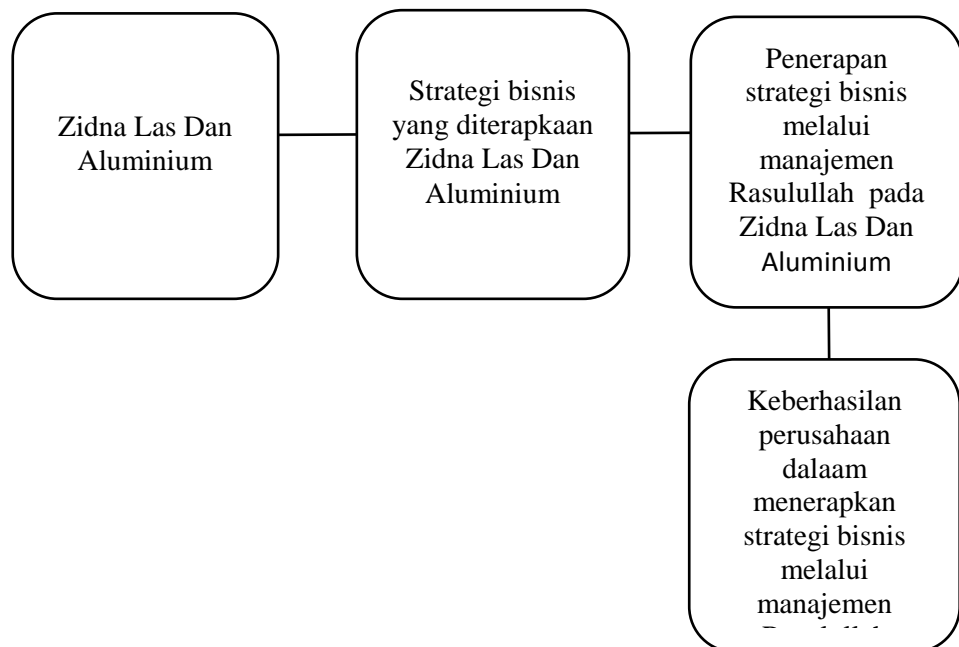 Zidna Las Dan
Aluminium
Strategi bisnis
yang diterapkaan
Zidna Las Dan
Aluminium
Penerapan
strategi bisnis
melalui
manajemen
Rasulullah pada
Zidna Las Dan
Aluminium
Keberhasilan
perusahaan
dalaam
menerapkan
strategi bisnis
melalui
manajemen